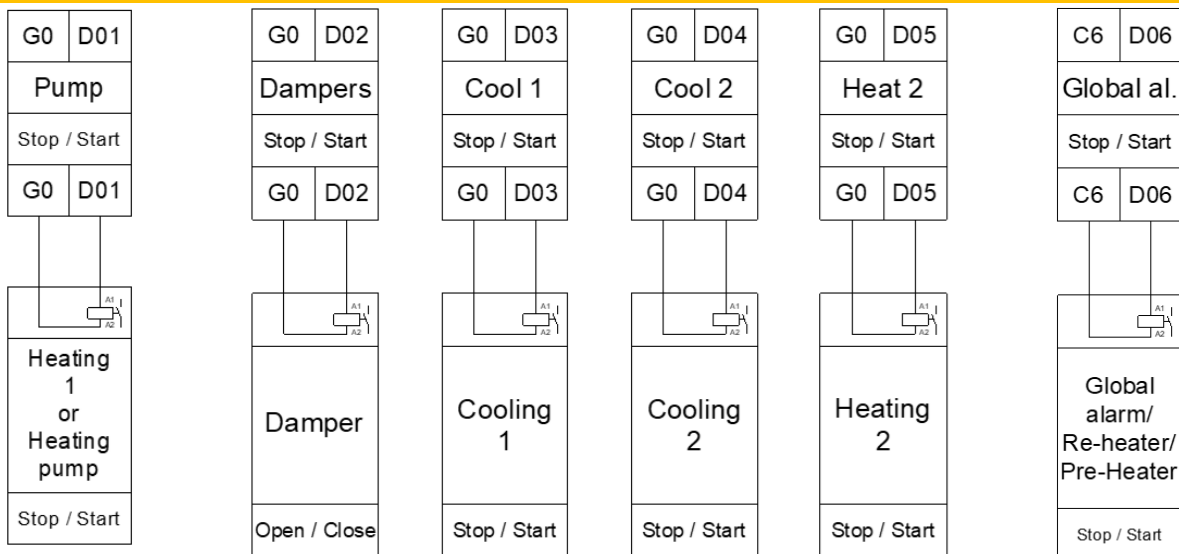 G0 D01
Pump
Stop / Start
G0 D01
A1
A2
Heating
1
or
Heating
pump
Stop / Start
G0 D02
Dampers
Stop / Start
G0 D02
A1
A2
Damper
Open / Close
G0 D03
Cool 1
Stop / Start
G0 D03
A1
A2
Cooling
1
Stop / Start
G0 D04
Cool 2
Stop / Start
G0 D04
A1
A2
Cooling
2
Stop / Start
G0 D05
Heat 2
Stop / Start
G0 D05
A1
A2
Heating
2
Stop / Start
C6 D06
Global al.
Stop / Start
C6 D06
A1
A2
Global
alarm/
Re-heater/
Pre-Heater
Stop / Start